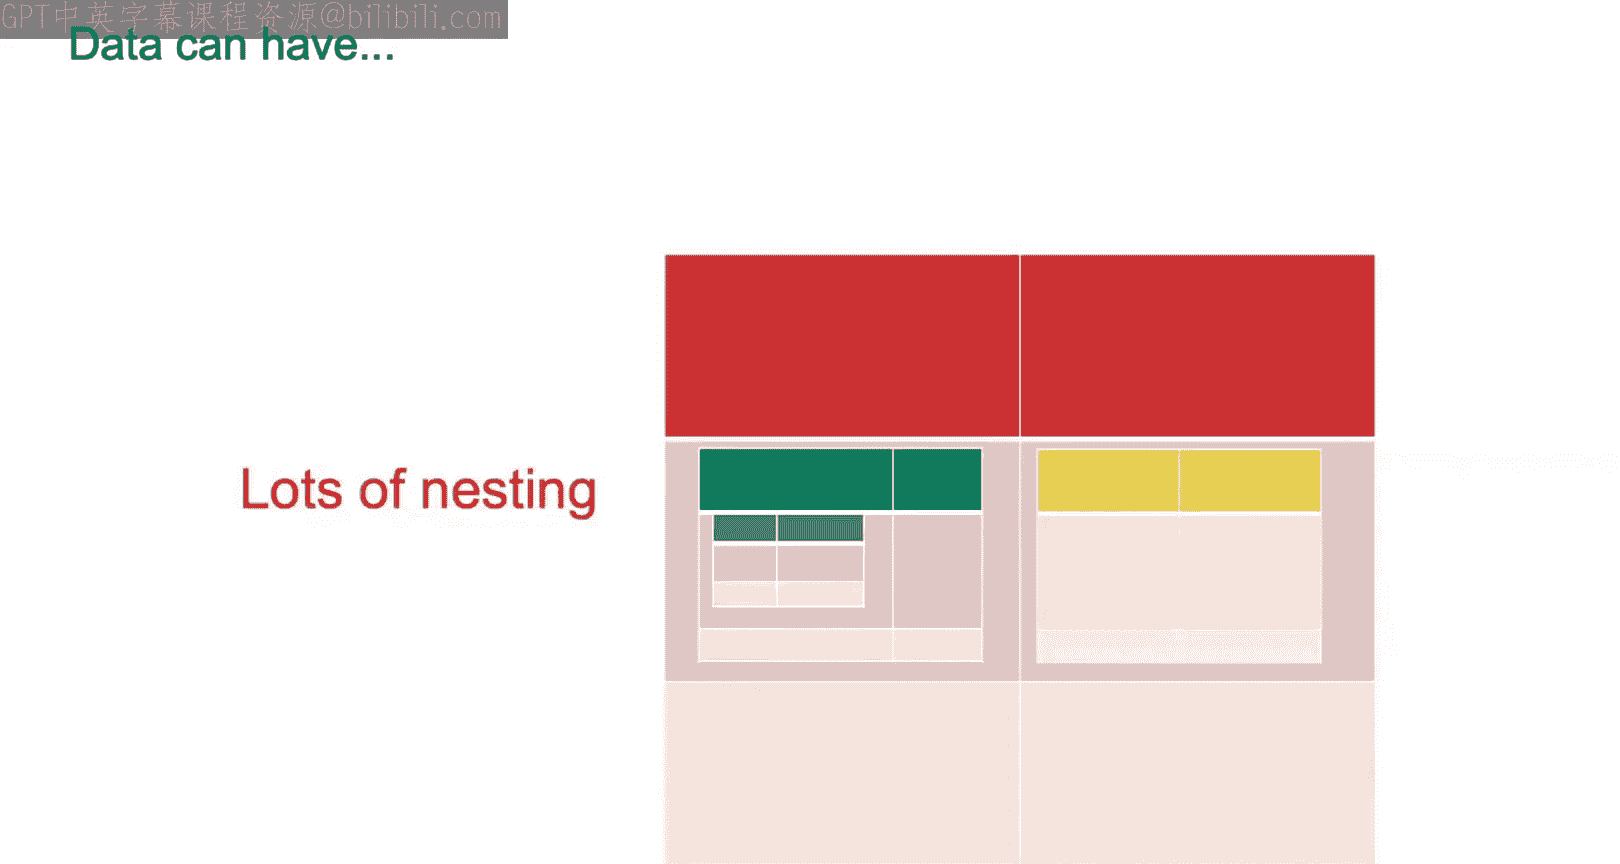 GPT中英字幕课程资源@bilibili.com
Data can have...
Lots of nesting